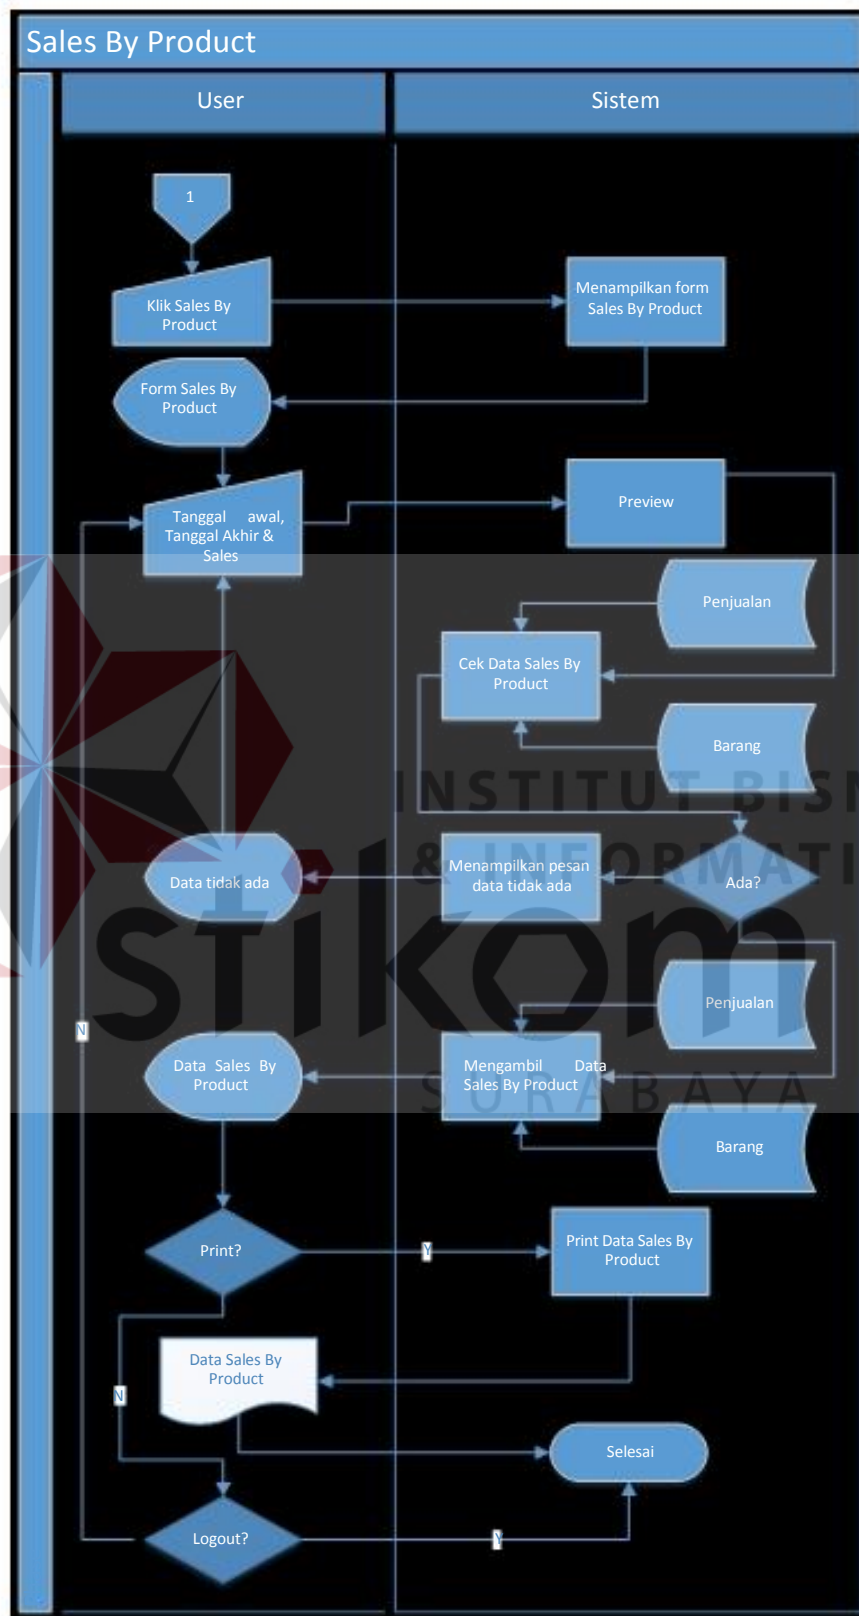 Sales By Product
User
Sistem
1
Klik Sales By
Product
Menampilkan form
Sales By Product
Form Sales By
Product
Tanggal awal,
Tanggal Akhir &
Sales
Preview
Penjualan
Cek Data Sales By
Product
Barang
INSTITUT BISN
& INFORMATI
Data tidak ada
Menampilkan pesan
data tidak ada
Ada?
stikom
Penjualan
N
Data Sales By
Product
Mengambil Data
Sales By Product
SURABAYA
Barang
Print?
Y
Print Data Sales By
Product
Data Sales By
Product
N
Selesai
Logout?
Y